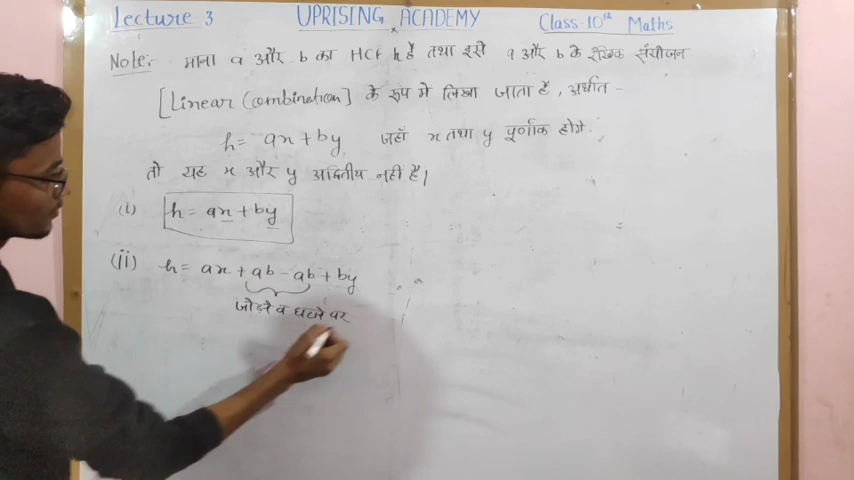 Lecture 3 UPRISING ACADEMY Class-10th Maths
Note:- माना a और b का HCF h है तथा इसे a और b के रैखिक संयोजन
[Linear Combination] के रूप में लिखा जाता है, अर्थात -
h = ax + by, जहाँ x तथा y पूर्णांक होंगे.
तो यह x और y अद्वितीय नहीं है।
(i) h = ax + by
(ii) h = ax + ab - ab + by
जोड़ने व घटाने पर